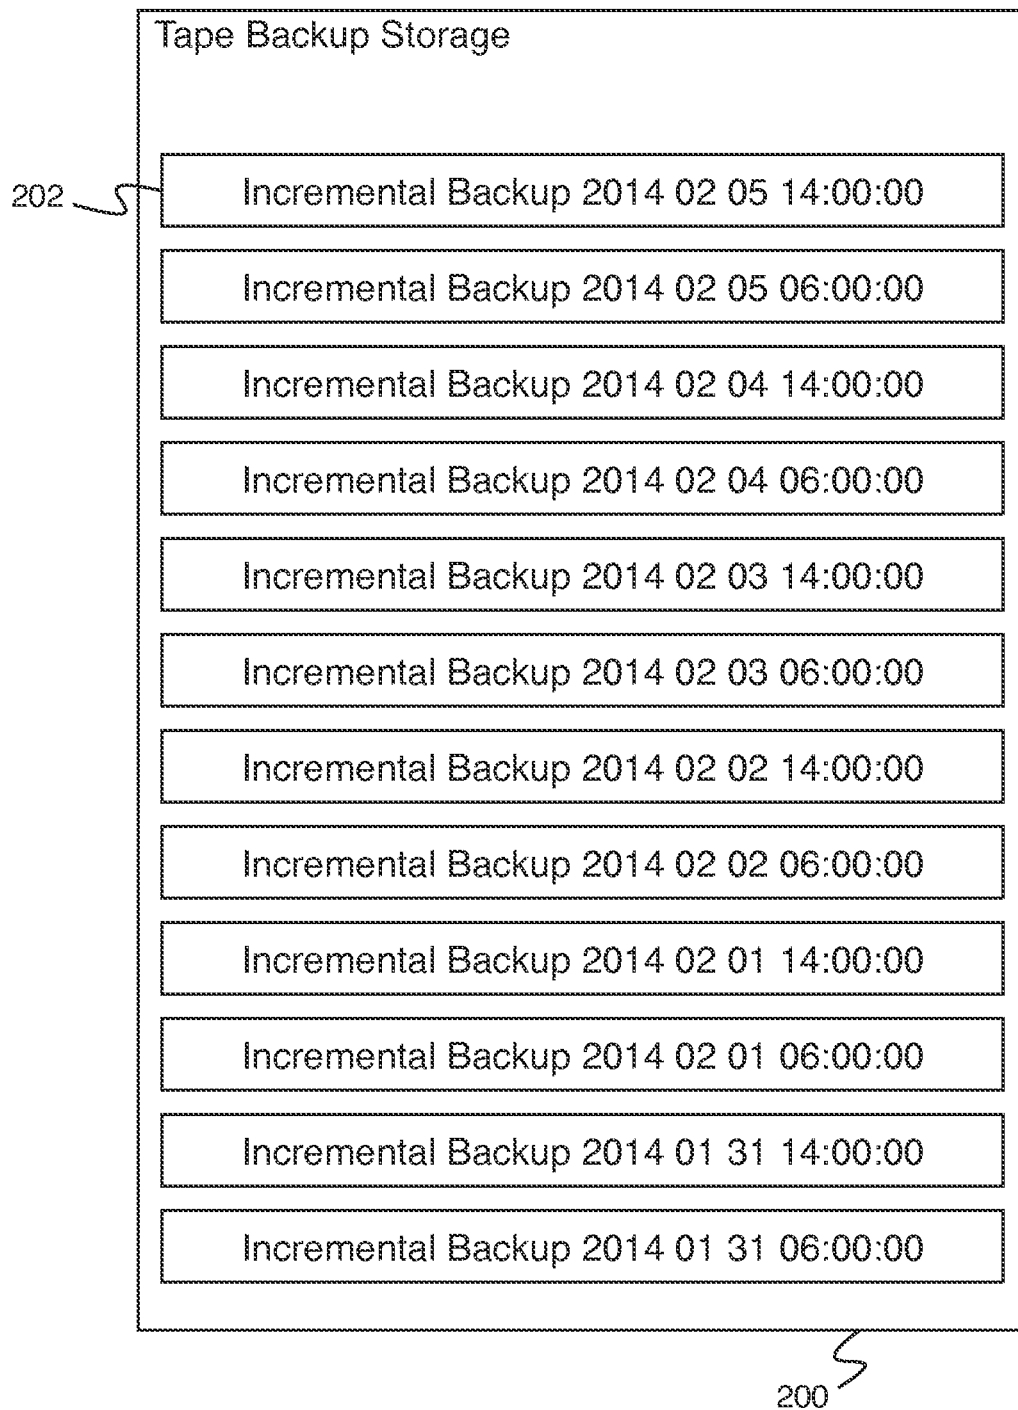 Tape Backup Storage
202
Incremental Backup 2014 02 05 14:00:00
Incremental Backup 2014 02 05 06:00:00
Incremental Backup 2014 02 04 14:00:00
Incremental Backup 2014 02 04 06:00:00
Incremental Backup 2014 02 03 14:00:00
Incremental Backup 2014 02 03 06:00:00
Incremental Backup 2014 02 02 14:00:00
Incremental Backup 2014 02 02 06:00:00
Incremental Backup 2014 02 01 14:00:00
Incremental Backup 2014 02 01 06:00:00
Incremental Backup 2014 01 31 14:00:00
Incremental Backup 2014 01 31 06:00:00
200